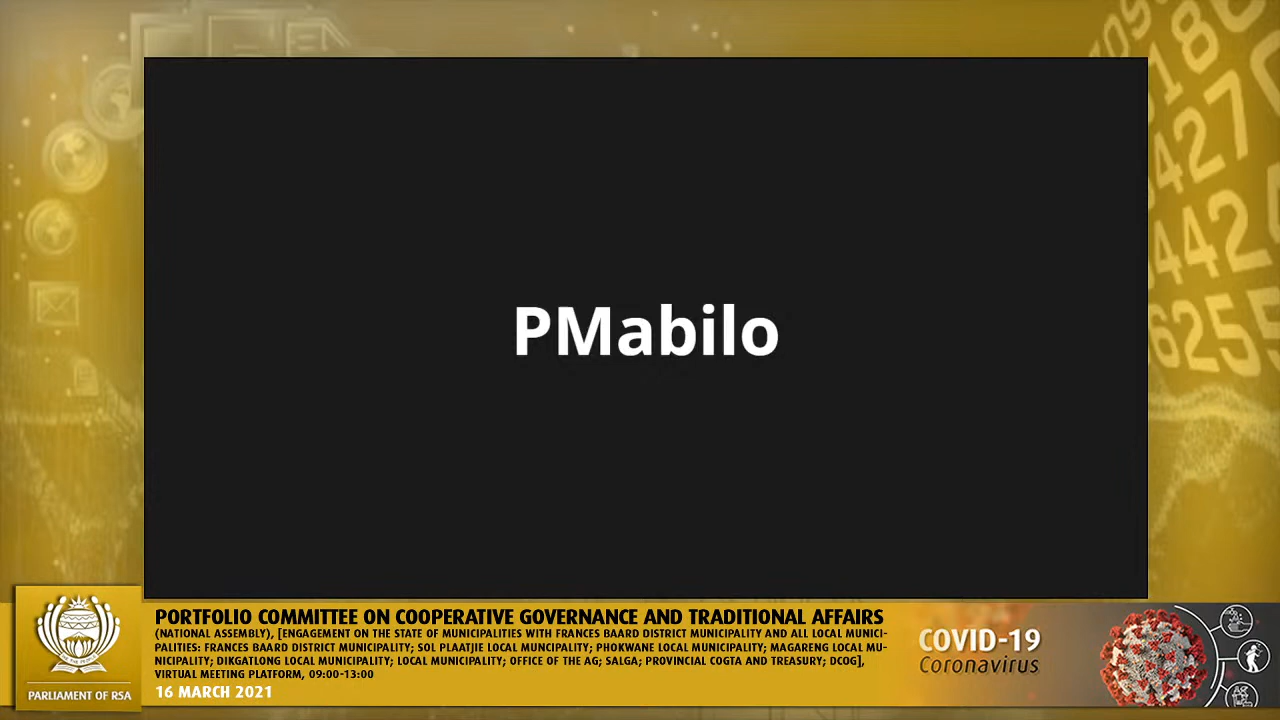 PMabilo
PORTFOLIO COMMITTEE ON COOPERATIVE GOVERNANCE AND TRADITIONAL AFFAIRS
(NATIONAL ASSEMBLY), [ENGAGEMENT ON THE STATE OF MUNICIPALITIES WITH FRANCES BAARD DISTRICT MUNICIPALITY AND ALL LOCAL MUNICI-
PALITIES: FRANCES BAARD DISTRICT MUNICIPALITY; SOL PLAATJIE LOCAL MUNCIPALITY; PHOKWANE LOCAL MUNICIPALITY; MAGARENG LOCAL MU-
NICIPALITY; DIKGATLONG LOCAL MUNICIPALITY; LOCAL MUNICIPALITY; OFFICE OF THE AG; SALGA; PROVINCIAL COGTA AND TREASURY; DCOG],
VIRTUAL MEETING PLATFORM, 09:00-13:00
16 MARCH 2021
PARLIAMENT OF RSA
COVID-19
Coronavirus